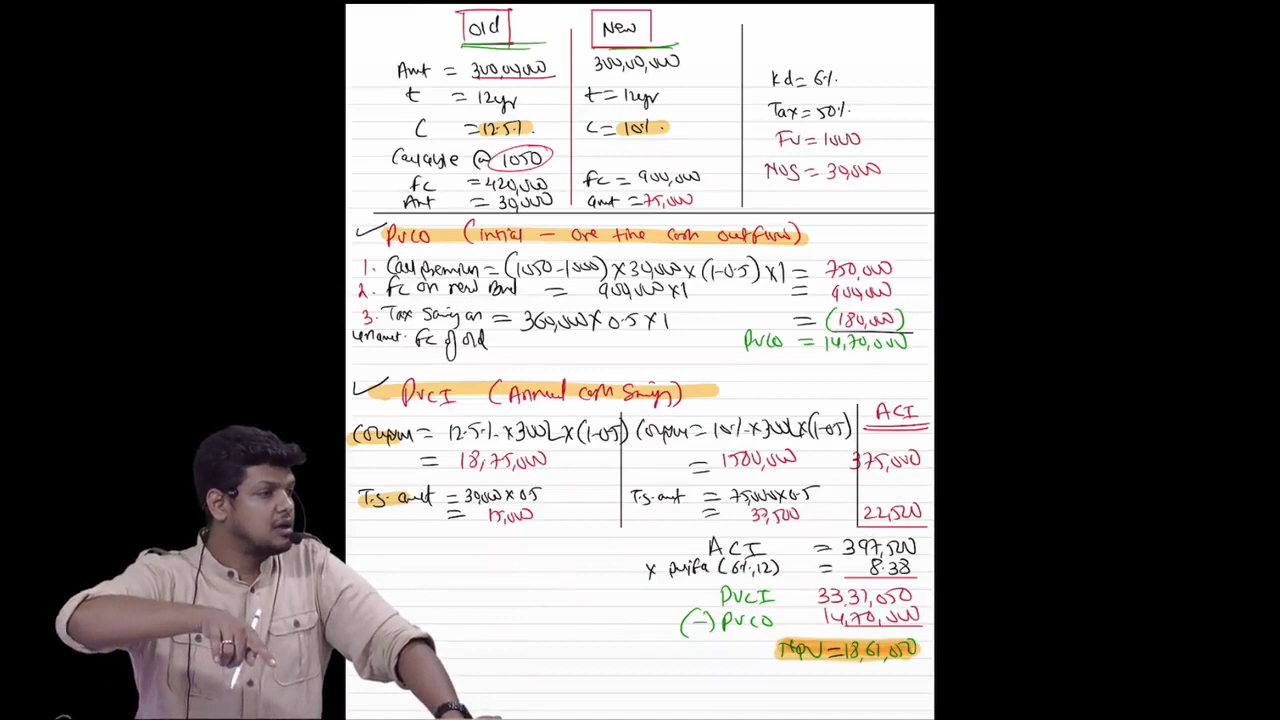 Old
New
Amt = 300,00,000
300,00,000
t = 12yr
t = 12yr
C = 12.5%.
C = 10%.
Callable @ 1050
fc = 420,000
fc = 900,000
Amt = 30,000
amt = 75,000
Kd = 6%.
Tax = 50%.
FV = 1000
NOS = 30,000
PVCO (initial - One time cash outflows)
1. Call premium = (1050-1000) × 30,000 × (1-0.5) × 1 = 750,000
2. fc on new Bond = 900,000 × 1 = 900,000
3. Tax Saving on = 360,000 × 0.5 × 1 = (180,000)
unamort. fc of old
PVCO = 14,70,000
PVCI (Annual cash Savings)
ACI
Coupon = 12.5% × 300L × (1-0.5)
= 18,75,000
Coupon = 10% × 300L × (1-0.5)
= 1500,000
375,000
T.S. amort = 30,000 × 0.5
= 15,000
T.S. amt = 75,000 × 0.5
= 37,500
22,500
ACI = 397,500
× pvifa (6%, 12) = 8.38
PVCI 33,31,050
(-) PVCO 14,70,000
NPV = 18,61,050